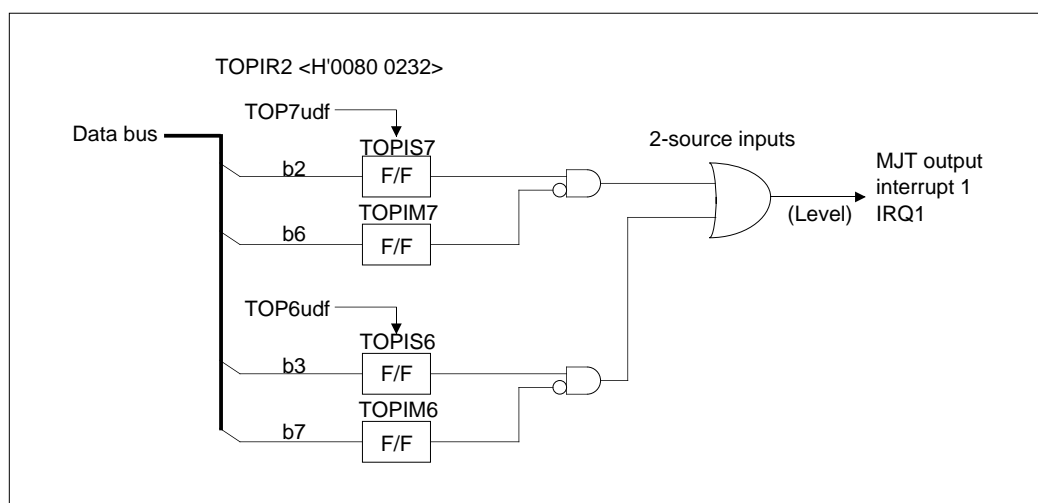 TOPIR2 <H'0080 0232>
TOP7udf
Data bus
TOPIS7
b2
F/F
TOPIM7
b6
F/F
2-source inputs
MJT output
interrupt 1
IRQ1
(Level)
TOP6udf
TOPIS6
b3
F/F
TOPIM6
b7
F/F